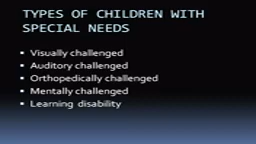 TYPES OF CHILDREN WITH
SPECIAL NEEDS
▪ Visually challenged
▪ Auditory challenged
▪ Orthopedically challenged
▪ Mentally challenged
▪ Learning disability